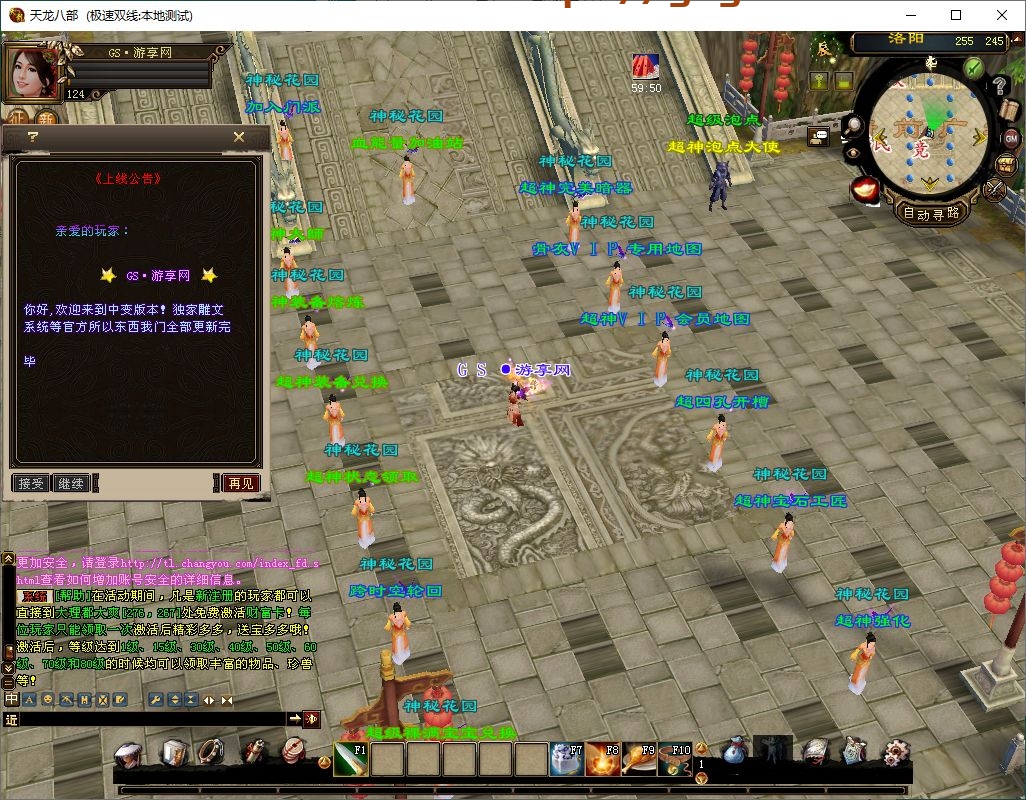 天龙八部 (极速双线:本地测试)
GS·游享网
124
征
新
59:50
洛阳
255 245
GM
竞
自动寻路
?
《上线公告》
亲爱的玩家：
GS·游享网
你好,欢迎来到中变版本! 独家雕文
系统等官方所以东西我们全部更新完
毕
接受
继续
再见
神秘花园
加入门派
神秘花园
血能量加油站
超级泡点
超神泡点大使
神秘花园
超神完美暗器
神秘花园
神秘花园
VIP专用地图
神秘花园
神装备熔炼
神秘花园
超神VIP会员地图
神秘花园
超神装备兑换
GS 游享网
神秘花园
超四孔开槽
神秘花园
超神状态领取
神秘花园
超神宝石工匠
神秘花园
跨时空轮回
神秘花园
超神强化
神秘花园
更加安全，请登录http://tl.changyou.com/index_fd.s
html查看如何增加账号安全的详细信息。
系统 [帮助]在活动期间，凡是新注册的玩家都可以
直接到大理都大爽[276，267]处免费激活财富卡! 每
位玩家只能领取一次激活后精彩多多，送宝多多哦!
激活后，等级达到1级、15级、30级、40级、50级、60
级、70级和80级的时候均可以领取丰富的物品、珍兽
等!
中
近
F1
F7
F8
F9
F10
1